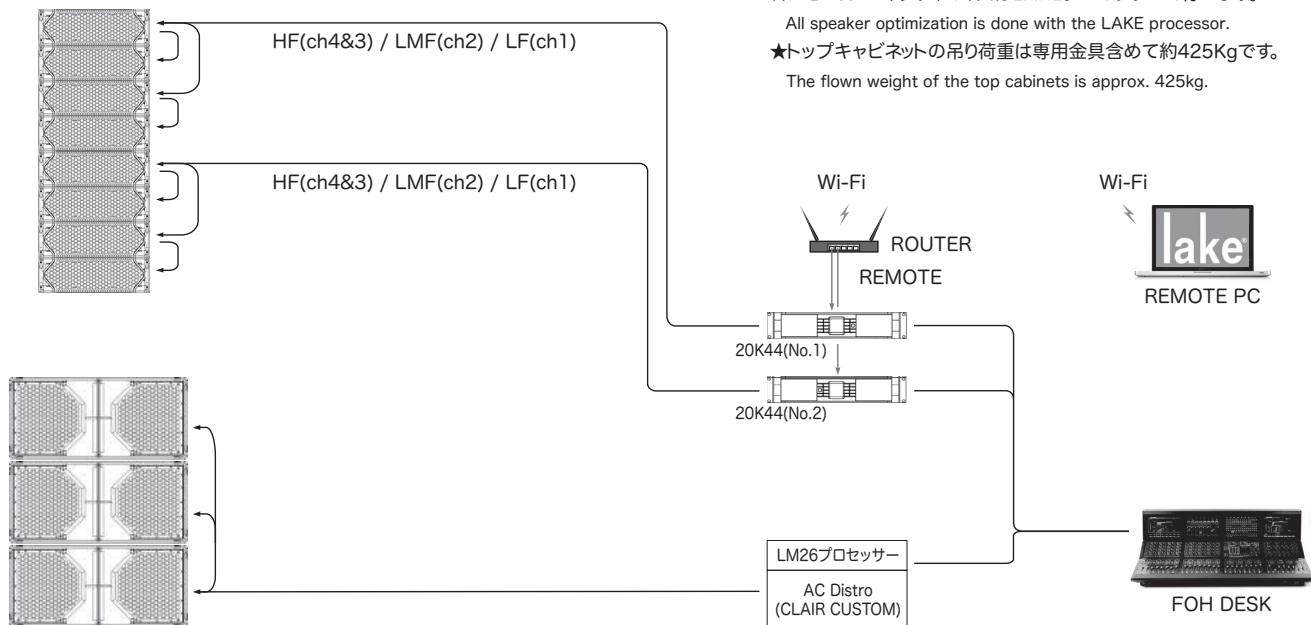 All speaker optimization is done with the LAKE processor.
★トップキャビネットの吊り荷重は専用金具含めて約425Kgです。
The flown weight of the top cabinets is approx. 425kg.
HF(ch4&3) / LMF(ch2) / LF(ch1)
HF(ch4&3) / LMF(ch2) / LF(ch1)
Wi-Fi
Wi-Fi
ROUTER
REMOTE
lake®
REMOTE PC
20K44(No.1)
20K44(No.2)
LM26プロセッサー
AC Distro
(CLAIR CUSTOM)
FOH DESK